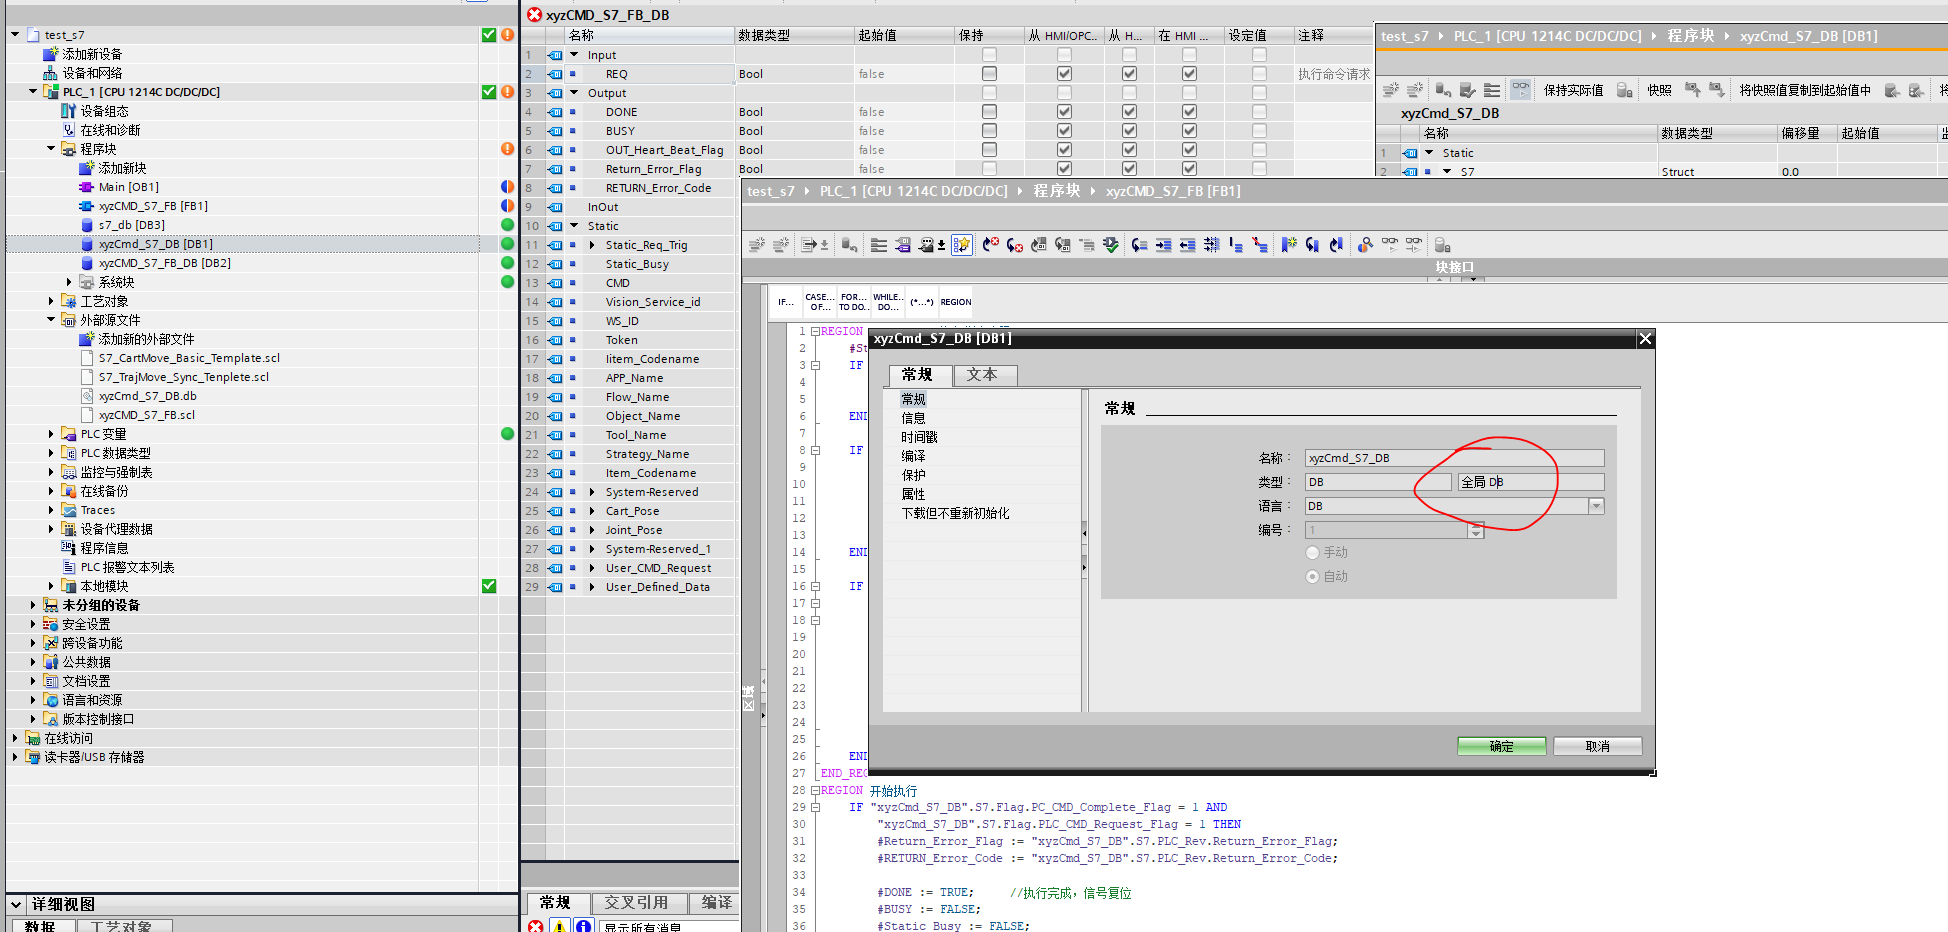 test_s7
添加新设备
设备和网络
PLC_1 [CPU 1214C DC/DC/DC]
设备组态
在线和诊断
程序块
添加新块
Main [OB1]
xyzCMD_S7_FB [FB1]
s7_db [DB3]
xyzCmd_S7_DB [DB1]
xyzCMD_S7_FB_DB [DB2]
系统块
工艺对象
外部源文件
添加新的外部文件
S7_CartMove_Basic_Template.scl
S7_TrajMove_Sync_Tenplete.scl
xyzCmd_S7_DB.db
xyzCMD_S7_FB.scl
PLC 变量
PLC 数据类型
监控与强制表
在线备份
Traces
设备代理数据
程序信息
PLC 报警文本列表
本地模块
未分组的设备
安全设置
跨设备功能
公共数据
文档设置
语言和资源
版本控制接口
在线访问
读卡器/USB 存储器
详细视图
数据 工艺对象
xyzCMD_S7_FB_DB
名称 数据类型 起始值 保持 从 HMI/OPC.. 从 H... 在 HMI ... 设定值 注释
1 Input
2 REQ Bool false 执行命令请求
3 Output
4 DONE Bool false
5 BUSY Bool false
6 OUT_Heart_Beat_Flag Bool false
7 Return_Error_Flag Bool false
8 RETURN_Error_Code
9 InOut
10 Static
11 Static_Req_Trig
12 Static_Busy
13 CMD
14 Vision_Service_id
15 WS_ID
16 Token
17 Iitem_Codename
18 APP_Name
19 Flow_Name
20 Object_Name
21 Tool_Name
22 Strategy_Name
23 Item_Codename
24 System-Reserved
25 Cart_Pose
26 Joint_Pose
27 System-Reserved_1
28 User_CMD_Request
29 User_Defined_Data
常规 交叉引用 编译
显示所有消息
test_s7 PLC_1 [CPU 1214C DC/DC/DC] 程序块 xyzCmd_S7_DB [DB1]
保持实际值 快照 将快照值复制到起始值中 将
xyzCmd_S7_DB
名称 数据类型 偏移量 起始值
1 Static
2 S7 Struct 0.0
test_s7 PLC_1 [CPU 1214C DC/DC/DC] 程序块 xyzCMD_S7_FB [FB1]
块接口
IF... CASE... OF... FOR... TO DO.. WHILE.. DO... (*...*) REGION
区域
1 REGION
2 #St
3 IF
4
5
6 END
7
8 IF
9
10
11
12
13
14 END
15
16 IF
17
18
19
20
21
22
23
24
25
26 END
27 END_REG
28 REGION 开始执行
29 IF "xyzCmd_S7_DB".S7.Flag.PC_CMD_Complete_Flag = 1 AND
30 "xyzCmd_S7_DB".S7.Flag.PLC_CMD_Request_Flag = 1 THEN
31 #Return_Error_Flag := "xyzCmd_S7_DB".S7.PLC_Rev.Return_Error_Flag;
32 #RETURN_Error_Code := "xyzCmd_S7_DB".S7.PLC_Rev.Return_Error_Code;
33
34 #DONE := TRUE; //执行完成，信号复位
35 #BUSY := FALSE;
36 #Static_Busy := FALSE;
xyzCmd_S7_DB [DB1]
常规 文本
常规
信息
时间戳
编译
保护
属性
下载但不重新初始化
常规
名称： xyzCmd_S7_DB
类型： DB 全局 DB
语言： DB
编号： 1
手动
自动
确定 取消